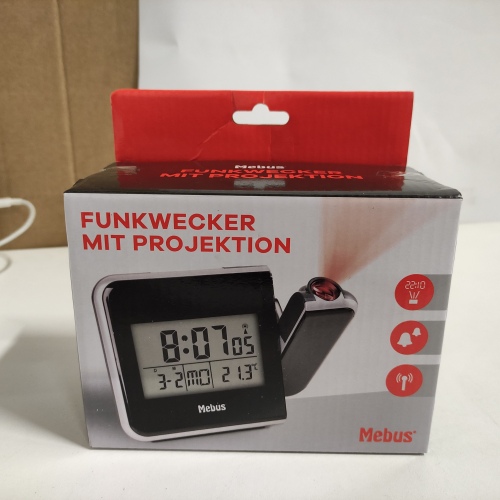 Mebus
FUNKWECKER
MIT PROJEKTION
FUNKWECKER
MIT PROJEKTION
22:10
8:07 05
3-2 MO 21.3°C
Mebus
Mebus